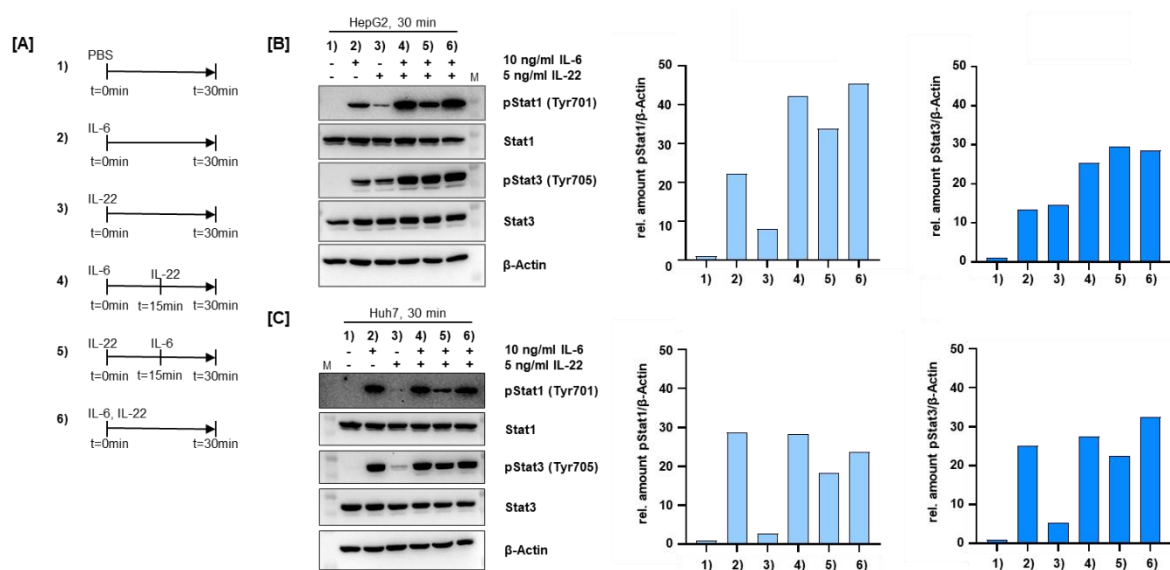 [A]
1)
PBS
t=0min
t=30min
2)
IL-6
t=0min
t=30min
3)
IL-22
t=0min
t=30min
4)
IL-6
IL-22
t=0min
t=15min
t=30min
5)
IL-22
IL-6
t=0min
t=15min
t=30min
6)
IL-6, IL-22
t=0min
t=30min
[B]
HepG2, 30 min
1) 2) 3) 4) 5) 6)
- + - + + + 10 ng/ml IL-6
- - + + + + M 5 ng/ml IL-22
pStat1 (Tyr701)
Stat1
pStat3 (Tyr705)
Stat3
β-Actin
rel. amount pStat1/β-Actin
50
40
30
20
10
0
1) 2) 3) 4) 5) 6)
rel. amount pStat3/β-Actin
50
40
30
20
10
0
1) 2) 3) 4) 5) 6)
[C]
Huh7, 30 min
1) 2) 3) 4) 5) 6)
- + - + + + 10 ng/ml IL-6
M - - + + + + 5 ng/ml IL-22
pStat1 (Tyr701)
Stat1
pStat3 (Tyr705)
Stat3
β-Actin
rel. amount pStat1/β-Actin
50
40
30
20
10
0
1) 2) 3) 4) 5) 6)
rel. amount pStat3/β-Actin
50
40
30
20
10
0
1) 2) 3) 4) 5) 6)